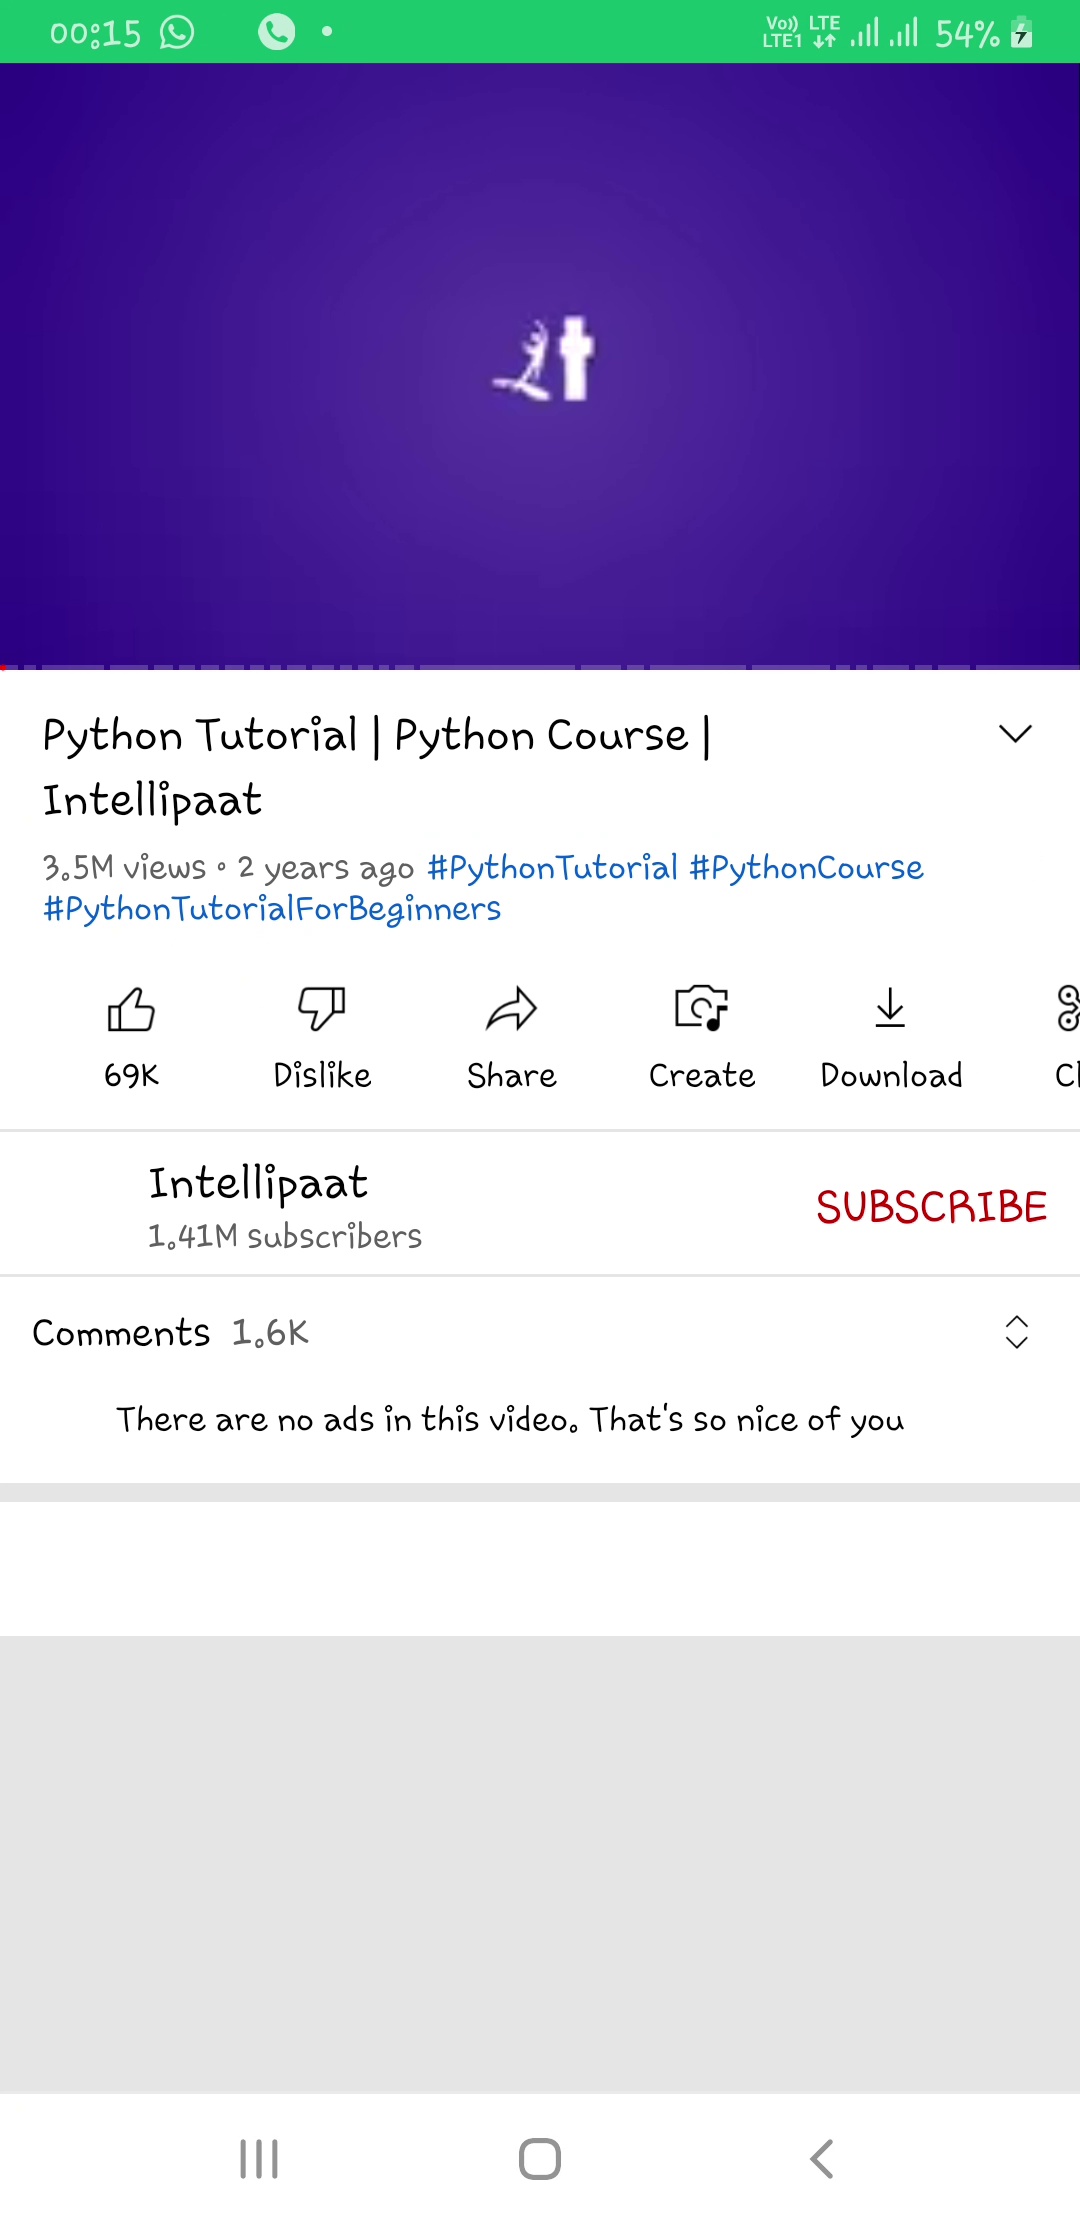 00:15
Vo)) LTE
LTE1
54%
Python Tutorial | Python Course |
Intellipaat
3.5M views • 2 years ago #PythonTutorial #PythonCourse
#PythonTutorialForBeginners
69K Dislike Share Create Download Cl
Intellipaat
1.41M subscribers
SUBSCRIBE
Comments 1.6K
There are no ads in this video. That's so nice of you